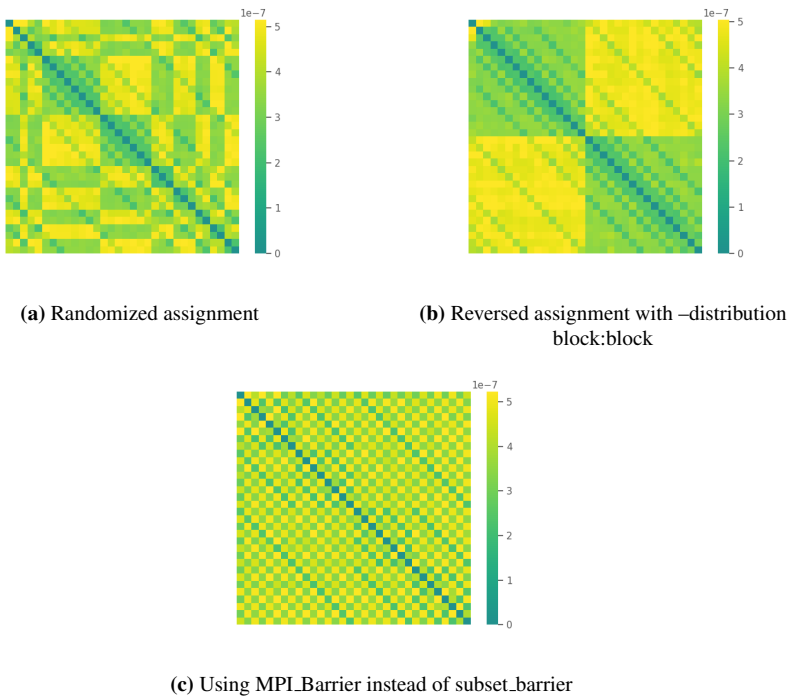 1e−7
5
4
3
2
1
0
(a) Randomized assignment
1e−7
5
4
3
2
1
0
(b) Reversed assignment with –distribution
block:block
1e−7
5
4
3
2
1
0
(c) Using MPI_Barrier instead of subset_barrier